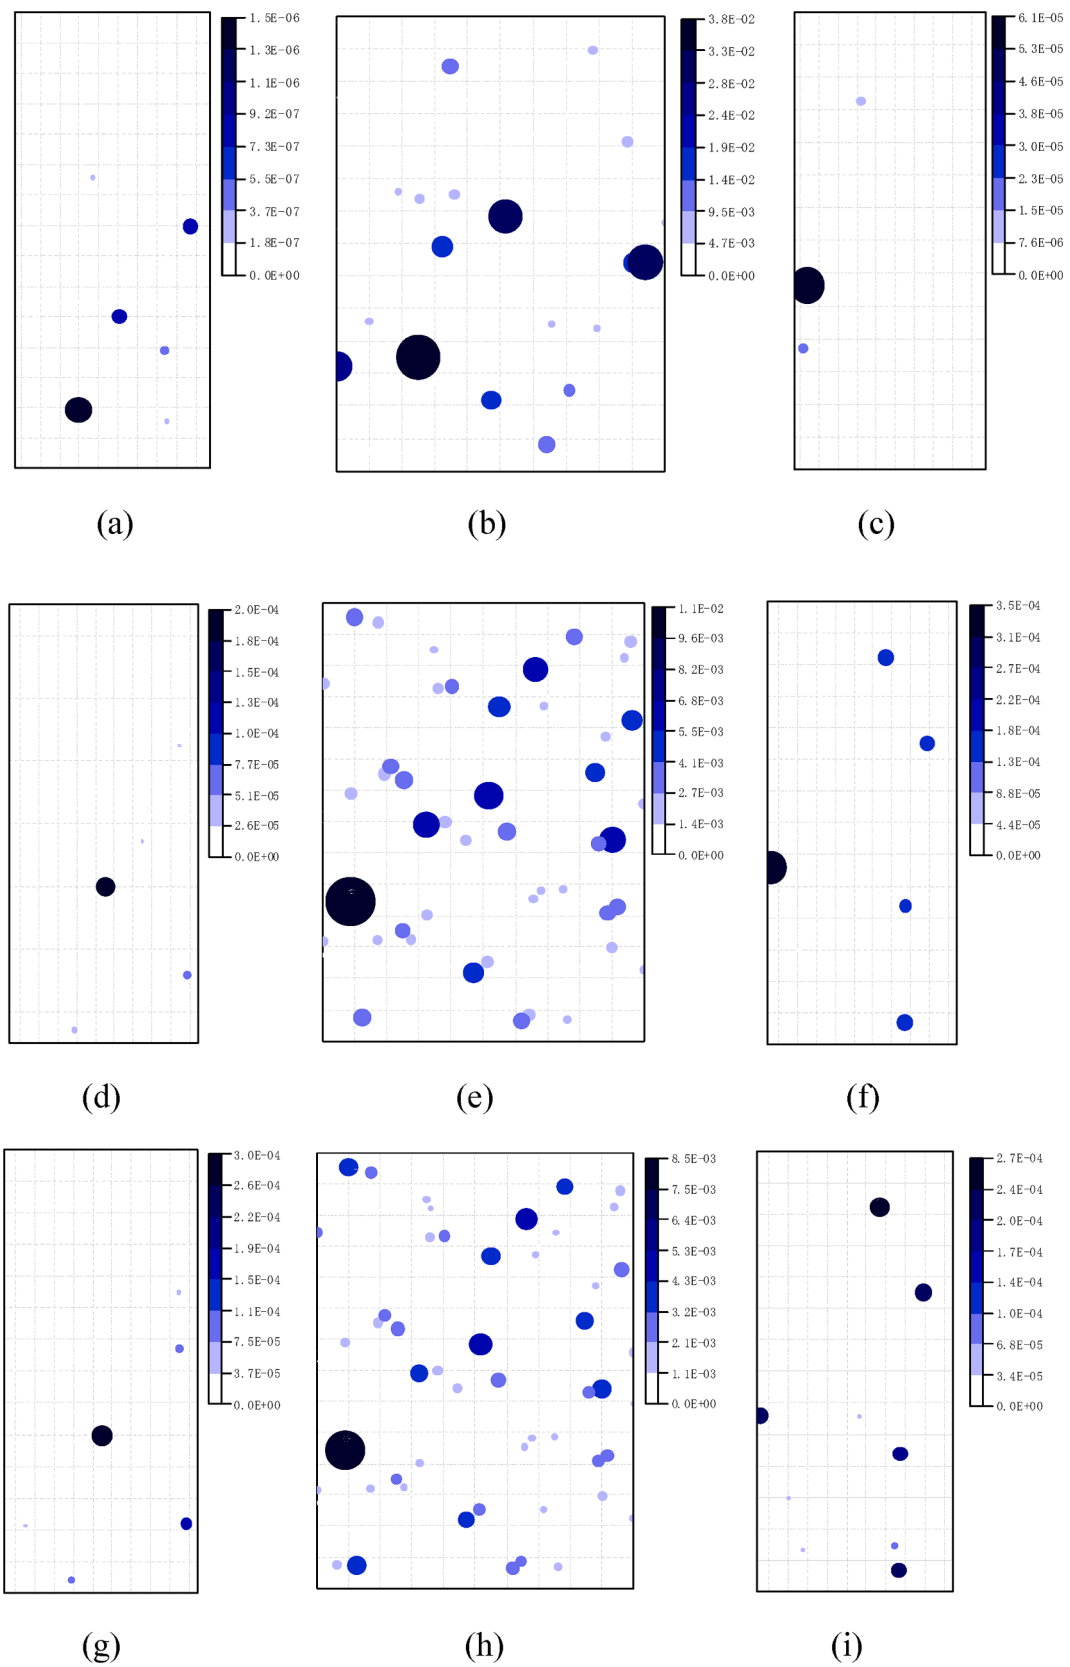 1.5E-06
1.3E-06
1.1E-06
9.2E-07
7.3E-07
5.5E-07
3.7E-07
1.8E-07
0.0E+00
3.8E-02
3.3E-02
2.8E-02
2.4E-02
1.9E-02
1.4E-02
9.5E-03
4.7E-03
0.0E+00
6.1E-05
5.3E-05
4.6E-05
3.8E-05
3.0E-05
2.3E-05
1.5E-05
7.6E-06
0.0E+00
(a)
(b)
(c)
2.0E-04
1.8E-04
1.5E-04
1.3E-04
1.0E-04
7.7E-05
5.1E-05
2.6E-05
0.0E+00
1.1E-02
9.6E-03
8.2E-03
6.8E-03
5.5E-03
4.1E-03
2.7E-03
1.4E-03
0.0E+00
3.5E-04
3.1E-04
2.7E-04
2.2E-04
1.8E-04
1.3E-04
8.8E-05
4.4E-05
0.0E+00
(d)
(e)
(f)
3.0E-04
2.6E-04
2.2E-04
1.9E-04
1.5E-04
1.1E-04
7.5E-05
3.7E-05
0.0E+00
8.5E-03
7.5E-03
6.4E-03
5.3E-03
4.3E-03
3.2E-03
2.1E-03
1.1E-03
0.0E+00
2.7E-04
2.4E-04
2.0E-04
1.7E-04
1.4E-04
1.0E-04
6.8E-05
3.4E-05
0.0E+00
(g)
(h)
(i)